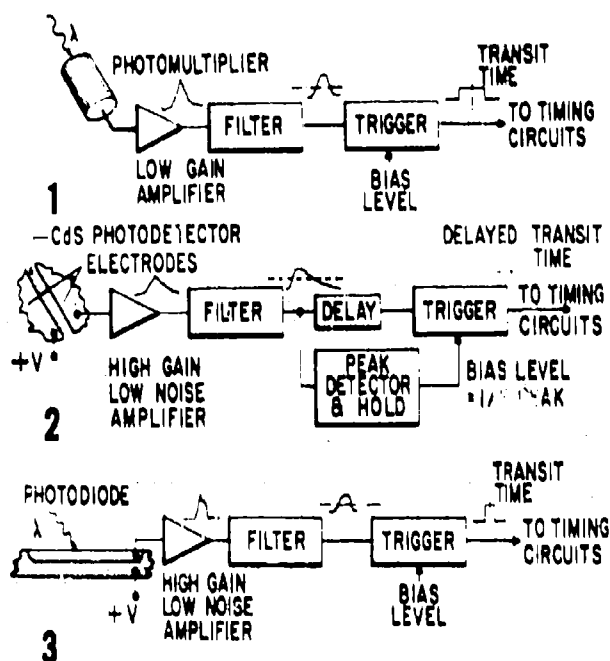 λ
PHOTOMULTIPLIER
TRANSIT
TIME
FILTER
TRIGGER
TO TIMING
CIRCUITS
LOW GAIN
AMPLIFIER
BIAS
LEVEL
1
CdS PHOTODETECTOR
ELECTRODES
DELAYED TRANSIT
TIME
FILTER
DELAY
TRIGGER
TO TIMING
CIRCUITS
+V
HIGH GAIN
LOW NOISE
AMPLIFIER
PEAK
DETECTOR
& HOLD
BIAS LEVEL
2
PHOTODIODE
λ
TRANSIT
TIME
FILTER
TRIGGER
TO TIMING
CIRCUITS
+V
HIGH GAIN
LOW NOISE
AMPLIFIER
BIAS
LEVEL
3